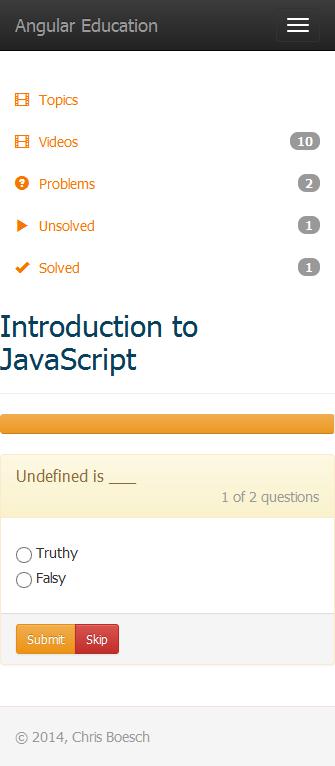 Angular Education
Topics
Videos 10
Problems 2
Unsolved 1
Solved 1
Introduction to
JavaScript
Undefined is ___
1 of 2 questions
Truthy
Falsy
Submit Skip
© 2014, Chris Boesch